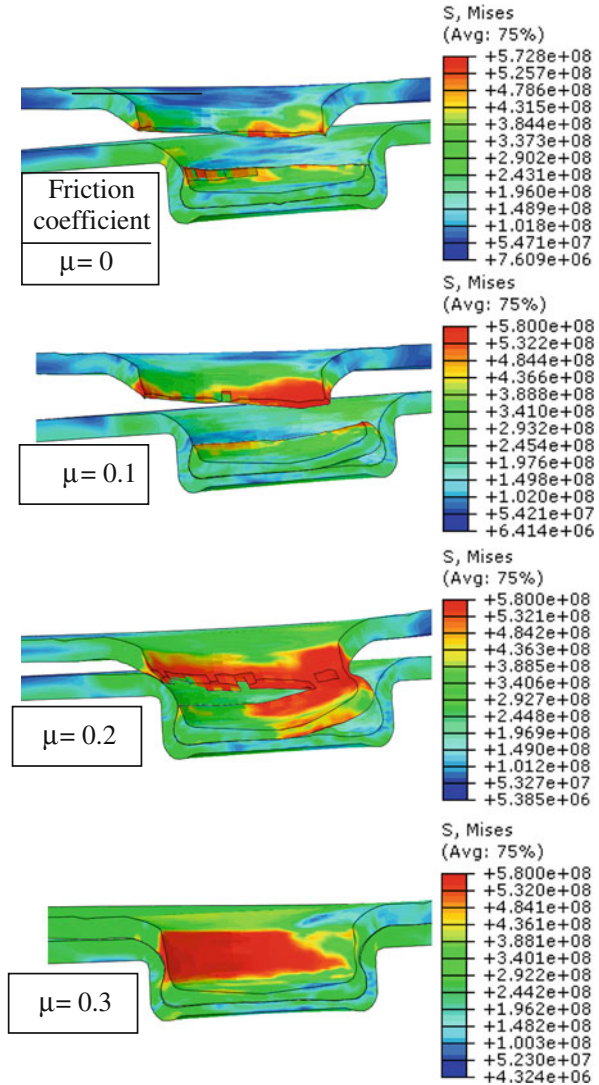 S, Mises
(Avg: 75%)
+5.728e+08
+5.257e+08
+4.786e+08
+4.315e+08
+3.844e+08
+3.373e+08
+2.902e+08
+2.431e+08
+1.960e+08
+1.489e+08
+1.018e+08
+5.471e+07
+7.609e+06
Friction
coefficient
μ= 0
S, Mises
(Avg: 75%)
+5.800e+08
+5.322e+08
+4.844e+08
+4.366e+08
+3.888e+08
+3.410e+08
+2.932e+08
+2.454e+08
+1.976e+08
+1.498e+08
+1.020e+08
+5.421e+07
+6.414e+06
μ= 0.1
S, Mises
(Avg: 75%)
+5.800e+08
+5.321e+08
+4.842e+08
+4.363e+08
+3.885e+08
+3.406e+08
+2.927e+08
+2.448e+08
+1.969e+08
+1.490e+08
+1.012e+08
+5.327e+07
+5.385e+06
μ= 0.2
S, Mises
(Avg: 75%)
+5.800e+08
+5.320e+08
+4.841e+08
+4.361e+08
+3.881e+08
+3.401e+08
+2.922e+08
+2.442e+08
+1.962e+08
+1.482e+08
+1.003e+08
+5.230e+07
+4.324e+06
μ= 0.3